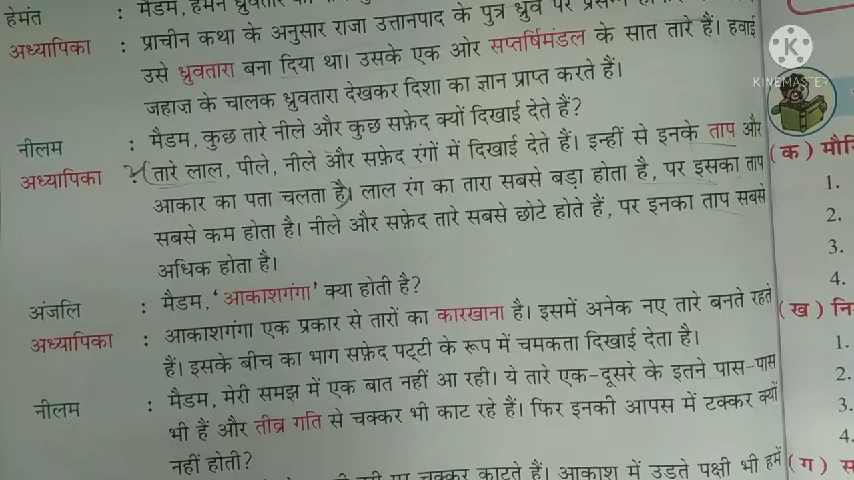 हेमंत : मैडम, हमने ध्रुवतारे
अध्यापिका : प्राचीन कथा के अनुसार राजा उत्तानपाद के पुत्र ध्रुव पर
उसे ध्रुवतारा बना दिया था। उसके एक ओर सप्तर्षिमंडल के सात तारे हैं। हवाई
जहाज़ के चालक ध्रुवतारा देखकर दिशा का ज्ञान प्राप्त करते हैं।
नीलम : मैडम, कुछ तारे नीले और कुछ सफ़ेद क्यों दिखाई देते हैं?
अध्यापिका : तारे लाल, पीले, नीले और सफ़ेद रंगों में दिखाई देते हैं। इन्हीं से इनके ताप और
आकार का पता चलता है। लाल रंग का तारा सबसे बड़ा होता है, पर इसका ताप
सबसे कम होता है। नीले और सफ़ेद तारे सबसे छोटे होते हैं, पर इनका ताप सबसे
अधिक होता है।
अंजलि : मैडम, 'आकाशगंगा' क्या होती है?
अध्यापिका : आकाशगंगा एक प्रकार से तारों का कारखाना है। इसमें अनेक नए तारे बनते रहते
हैं। इसके बीच का भाग सफ़ेद पट्टी के रूप में चमकता दिखाई देता है।
नीलम : मैडम, मेरी समझ में एक बात नहीं आ रही। ये तारे एक-दूसरे के इतने पास-पास
भी हैं और तीव्र गति से चक्कर भी काट रहे हैं। फिर इनकी आपस में टक्कर क्यों
नहीं होती?
चक्कर काटते हैं। आकाश में उड़ते पक्षी भी हमें
K
KINEMASTER
(क) मौ
1.
2.
3.
4.
(ख) नि
1.
2.
3.
4.
(ग) स